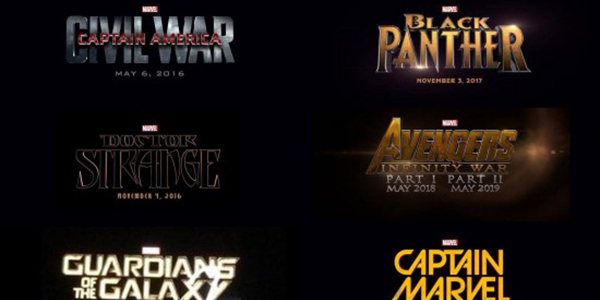 MARVEL
CIVIL WAR
CAPTAIN AMERICA
MAY 6, 2016
MARVEL
BLACK
PANTHER
NOVEMBER 3, 2017
MARVEL
DOCTOR
STRANGE
NOVEMBER 4, 2016
MARVEL
AVENGERS
INFINITY WAR
PART I PART II
MAY 2018 MAY 2019
GUARDIANS
OF THE GALAXY
MARVEL
CAPTAIN
MARVEL